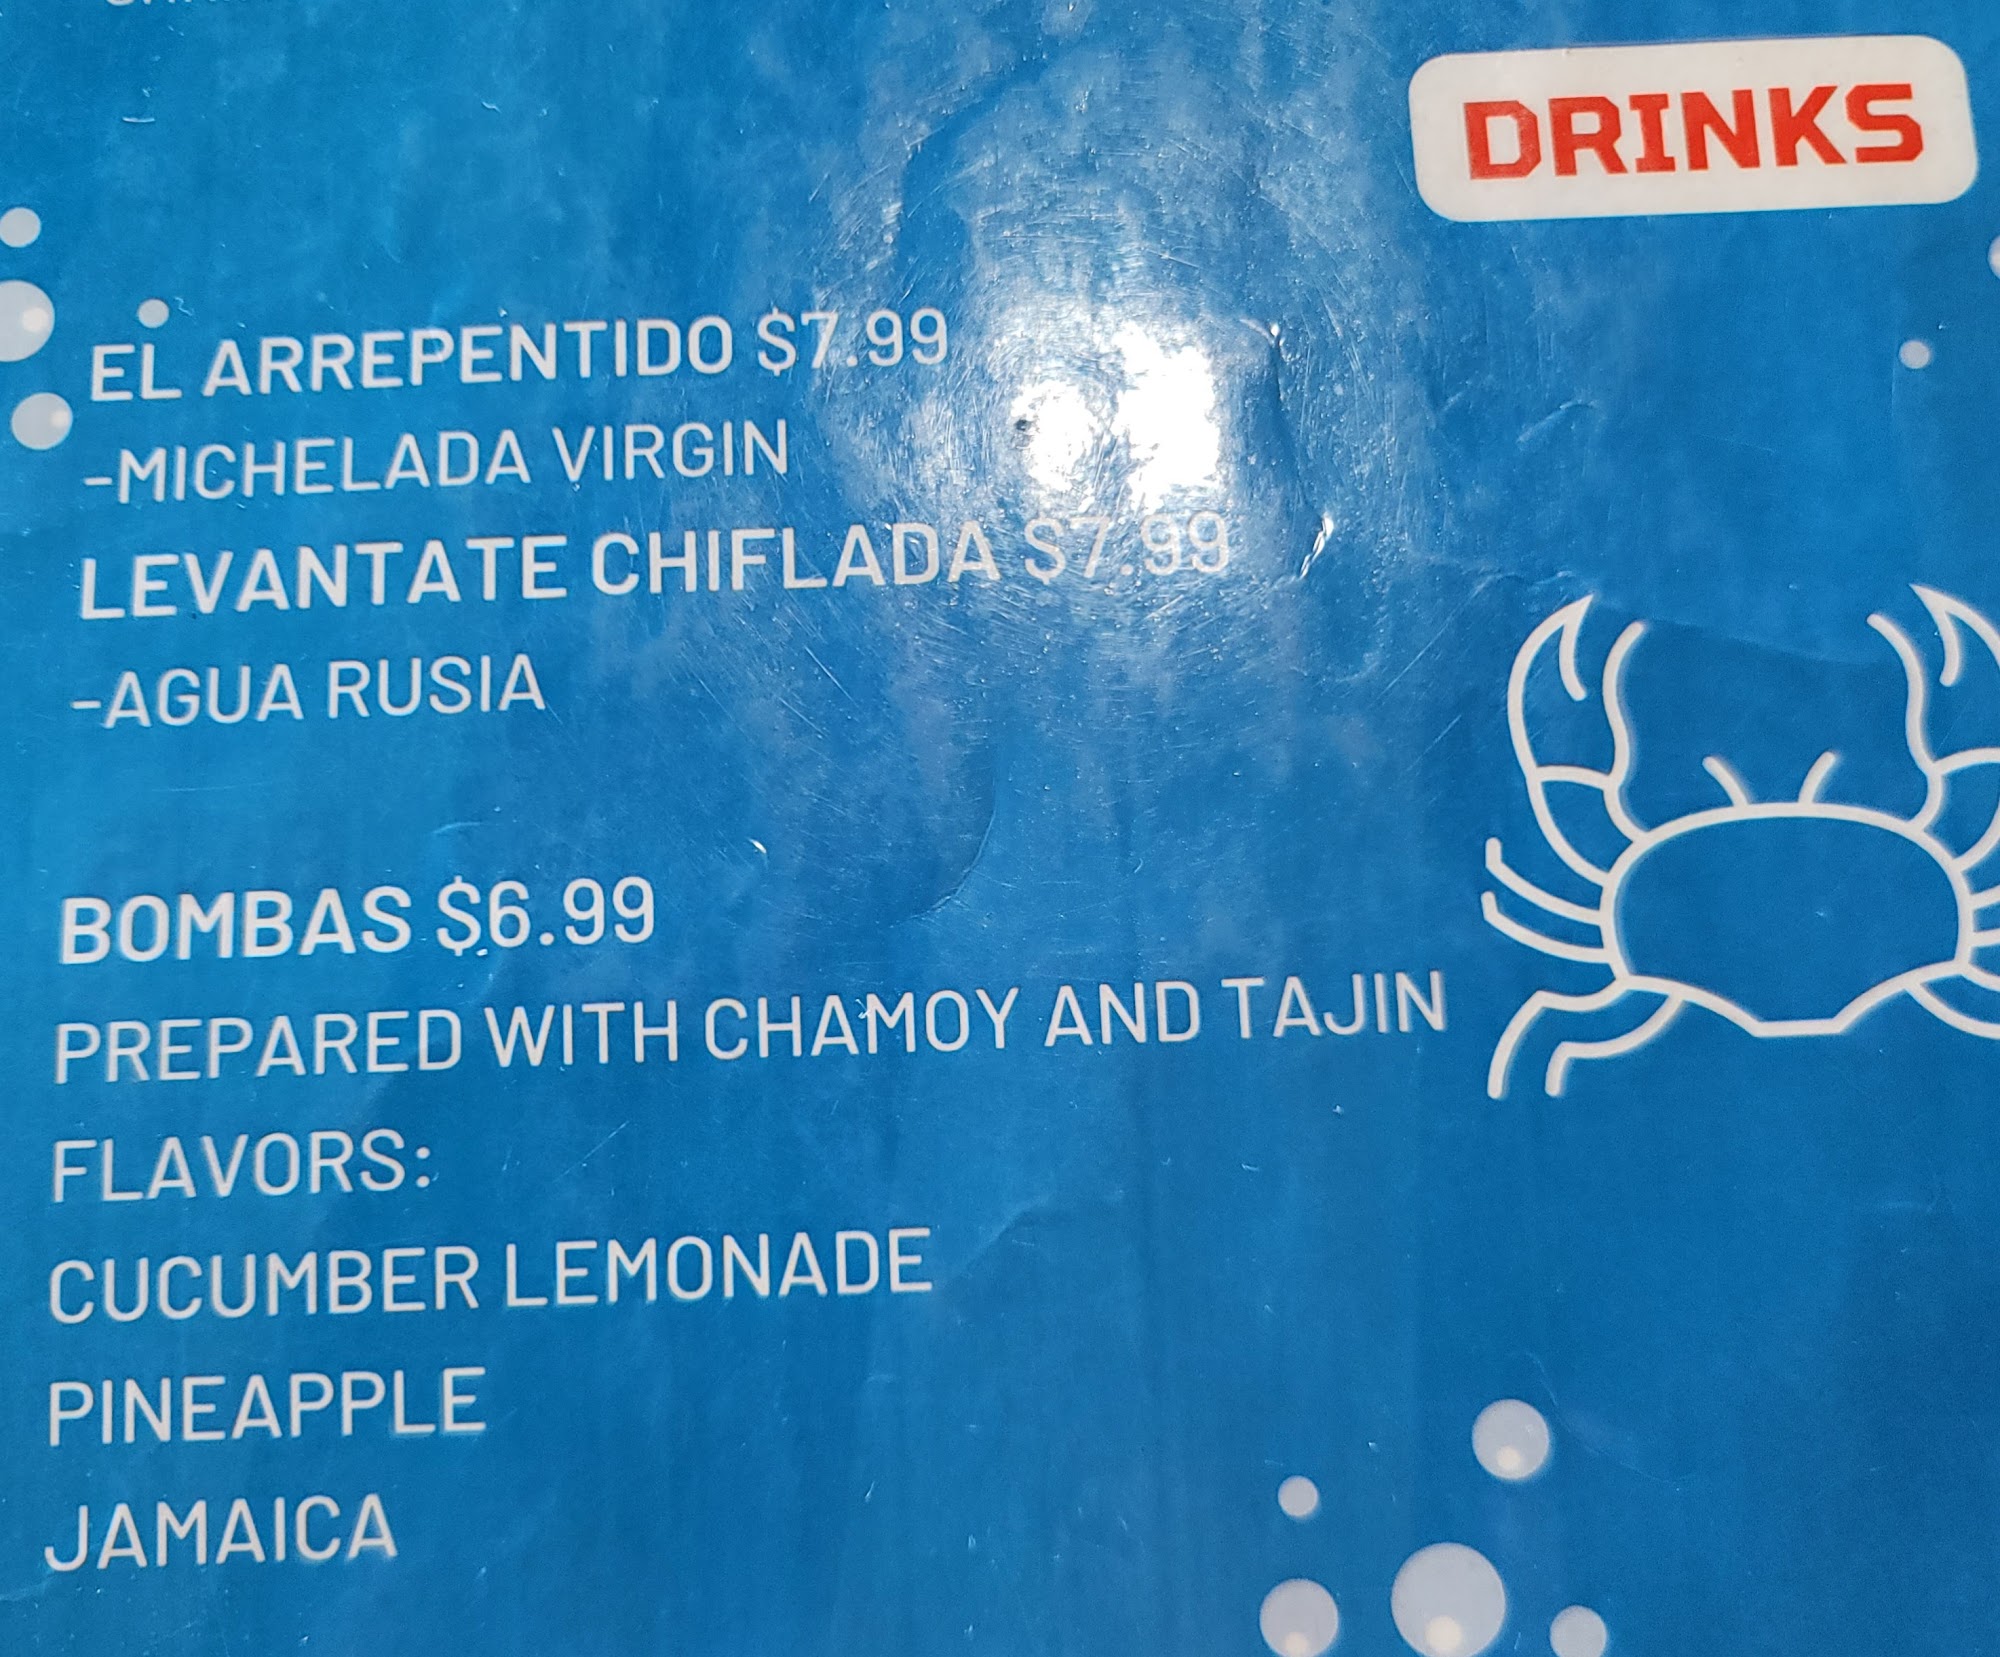 DRINKS
EL ARREPENTIDO $7.99
-MICHELADA VIRGIN
LEVANTATE CHIFLADA $7.99
-AGUA RUSIA
BOMBAS $6.99
PREPARED WITH CHAMOY AND TAJIN
FLAVORS:
CUCUMBER LEMONADE
PINEAPPLE
JAMAICA